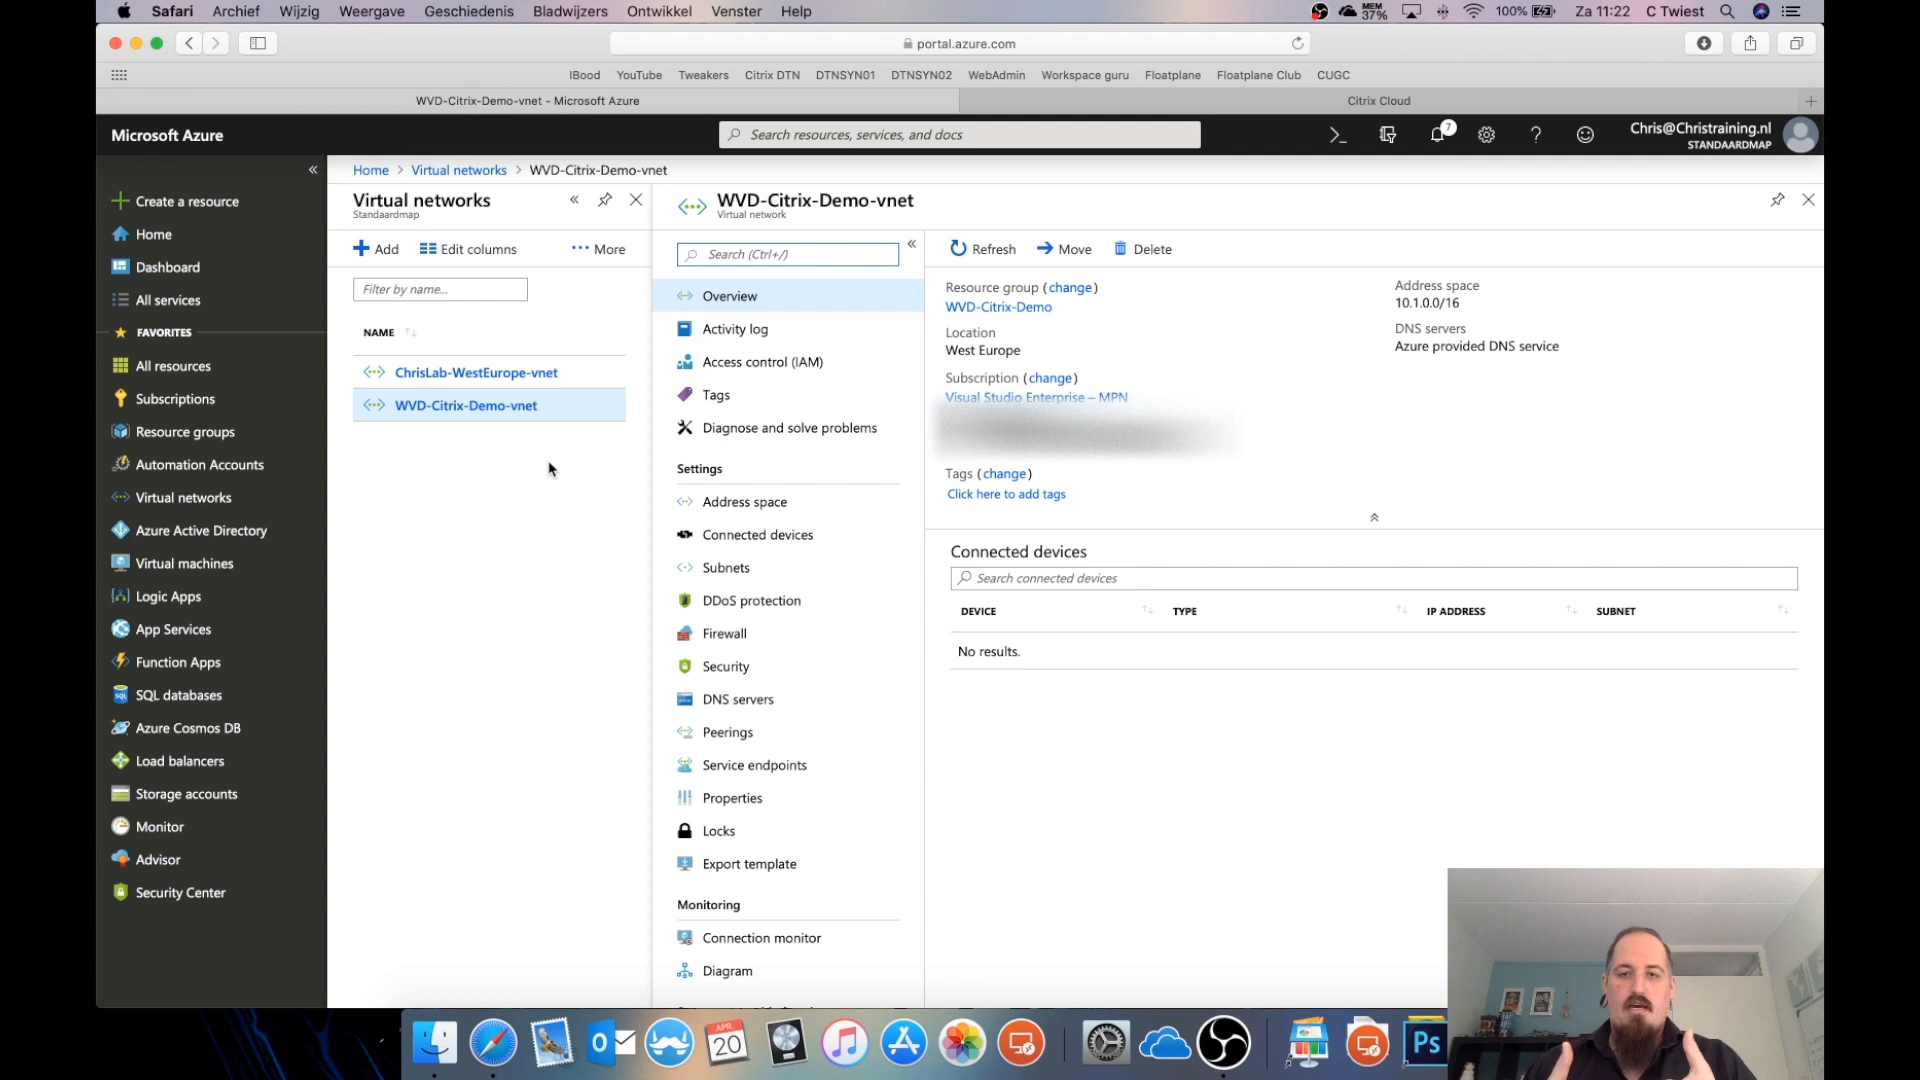 Safari Archief Wijzig Weergave Geschiedenis Bladwijzers Ontwikkel Venster Help MEM 37% 100% Za 11:22 C Twiest
portal.azure.com
IBood YouTube Tweakers Citrix DTN DTNSYN01 DTNSYN02 WebAdmin Workspace guru Floatplane Floatplane Club CUGC
WVD-Citrix-Demo-vnet - Microsoft Azure Citrix Cloud
Microsoft Azure
Search resources, services, and docs
7
Chris@Christraining.nl
STANDAARDMAP
Create a resource
Home
Dashboard
All services
FAVORITES
All resources
Subscriptions
Resource groups
Automation Accounts
Virtual networks
Azure Active Directory
Virtual machines
Logic Apps
App Services
Function Apps
SQL databases
Azure Cosmos DB
Load balancers
Storage accounts
Monitor
Advisor
Security Center
Home > Virtual networks > WVD-Citrix-Demo-vnet
Virtual networks
Standaardmap
Add Edit columns More
Filter by name...
NAME
ChrisLab-WestEurope-vnet
WVD-Citrix-Demo-vnet
WVD-Citrix-Demo-vnet
Virtual network
Search (Ctrl+/)
Overview
Activity log
Access control (IAM)
Tags
Diagnose and solve problems
Settings
Address space
Connected devices
Subnets
DDoS protection
Firewall
Security
DNS servers
Peerings
Service endpoints
Properties
Locks
Export template
Monitoring
Connection monitor
Diagram
Refresh Move Delete
Resource group (change)
WVD-Citrix-Demo
Location
West Europe
Subscription (change)
Visual Studio Enterprise – MPN
Tags (change)
Click here to add tags
Address space
10.1.0.0/16
DNS servers
Azure provided DNS service
Connected devices
Search connected devices
DEVICE TYPE IP ADDRESS SUBNET
No results.
APR.
20
Ps